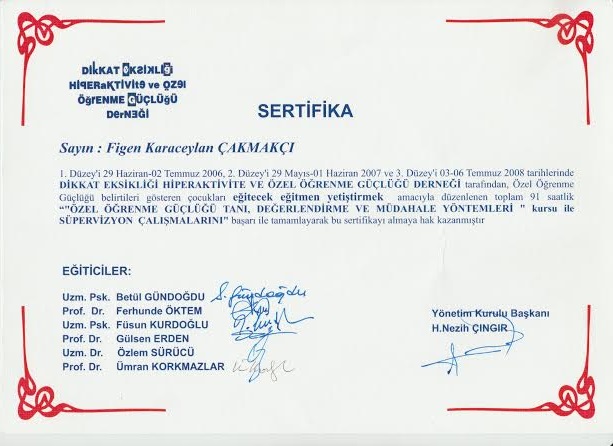 DİKKAT EKSİKLİĞİ
HİPERAKTİVİTE ve ÖZEL
ÖğRENME GÜÇLÜĞÜ
DERNEĞİ
SERTİFİKA
Sayın : Figen Karaceylan ÇAKMAKÇI
1. Düzey'i 29 Haziran-02 Temmuz 2006, 2. Düzey'i 29 Mayıs-01 Haziran 2007 ve 3. Düzey'i 03-06 Temmuz 2008 tarihlerinde
DİKKAT EKSİKLİĞİ HİPERAKTİVİTE VE ÖZEL ÖĞRENME GÜÇLÜĞÜ DERNEĞİ tarafından, Özel Öğrenme
Güçlüğü belirtileri gösteren çocukları eğitecek eğitmen yetiştirmek amacıyla düzenlenen toplam 91 saatlik
""ÖZEL ÖĞRENME GÜÇLÜĞÜ TANI, DEĞERLENDİRME VE MÜDAHALE YÖNTEMLERİ " kursu ile
SÜPERVİZYON ÇALIŞMALARINI" başarı ile tamamlayarak bu sertifikayı almaya hak kazanmıştır
EĞİTİCİLER:
Uzm. Psk. Betül GÜNDOĞDU S. Gündoğdu
Prof. Dr. Ferhunde ÖKTEM
Uzm. Psk. Füsun KURDOĞLU
Prof. Dr. Gülsen ERDEN
Uzm. Dr. Özlem SÜRÜCÜ
Prof. Dr. Ümran KORKMAZLAR
Yönetim Kurulu Başkanı
H.Nezih ÇINGIR